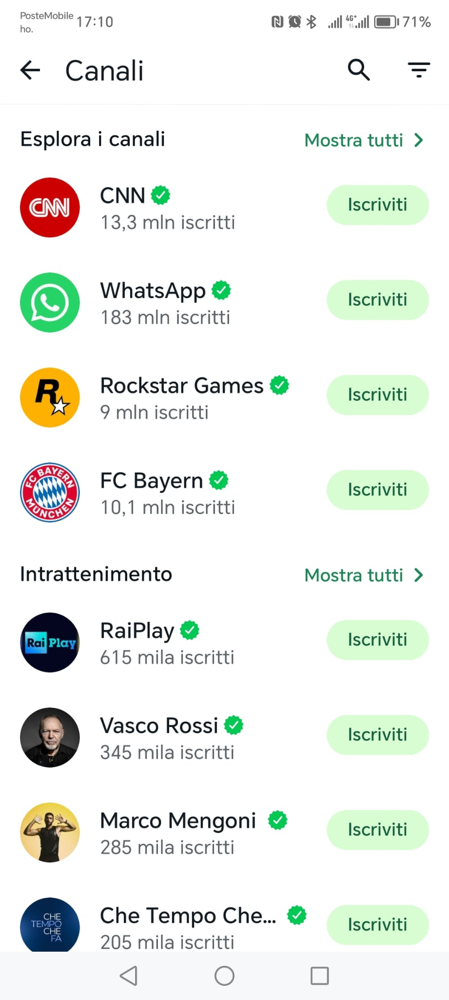 PosteMobile
ho.
17:10
4G+
71%
Canali
Esplora i canali
Mostra tutti
CNN
CNN
13,3 mln iscritti
Iscriviti
WhatsApp
183 mln iscritti
Iscriviti
R
Rockstar Games
9 mln iscritti
Iscriviti
FC BAYERN
MÜNCHEN
FC Bayern
10,1 mln iscritti
Iscriviti
Intrattenimento
Mostra tutti
Rai Play
RaiPlay
615 mila iscritti
Iscriviti
Vasco Rossi
345 mila iscritti
Iscriviti
Marco Mengoni
285 mila iscritti
Iscriviti
CHE
TEMPO
CHE
FA
Che Tempo Che...
205 mila iscritti
Iscriviti